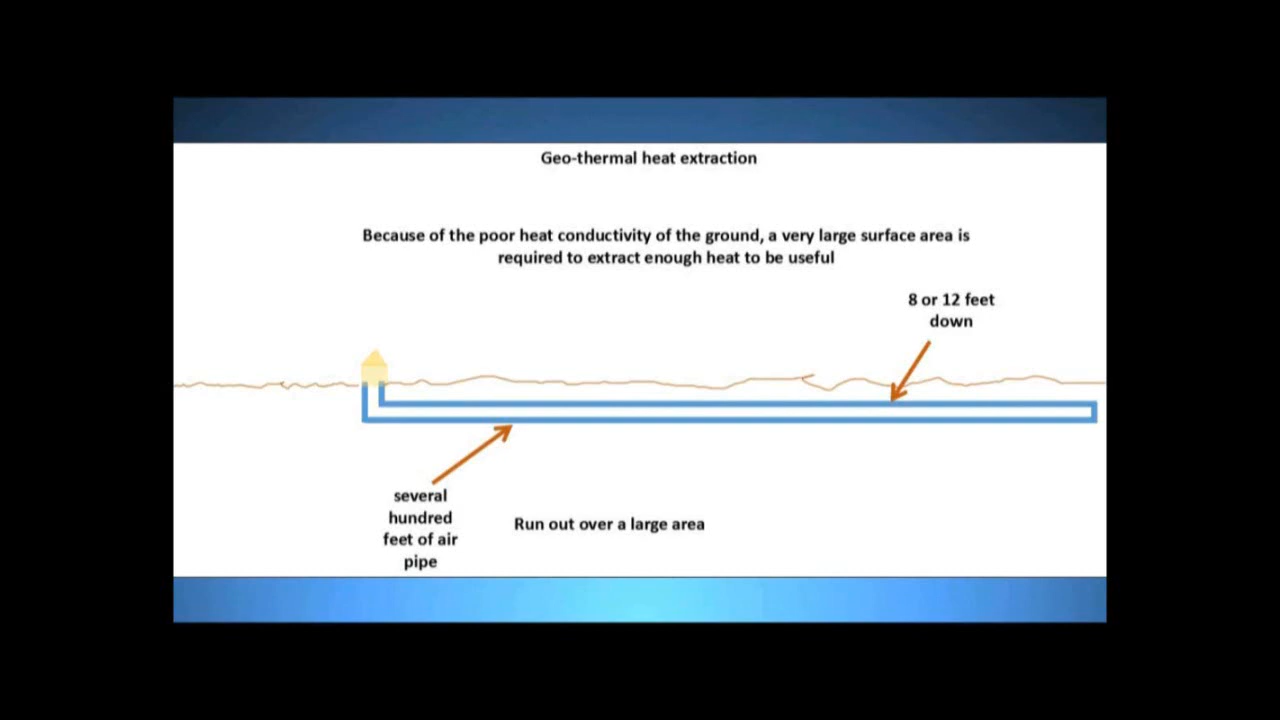 Geo-thermal heat extraction
Because of the poor heat conductivity of the ground, a very large surface area is
required to extract enough heat to be useful
8 or 12 feet
down
several
hundred
feet of air
pipe
Run out over a large area